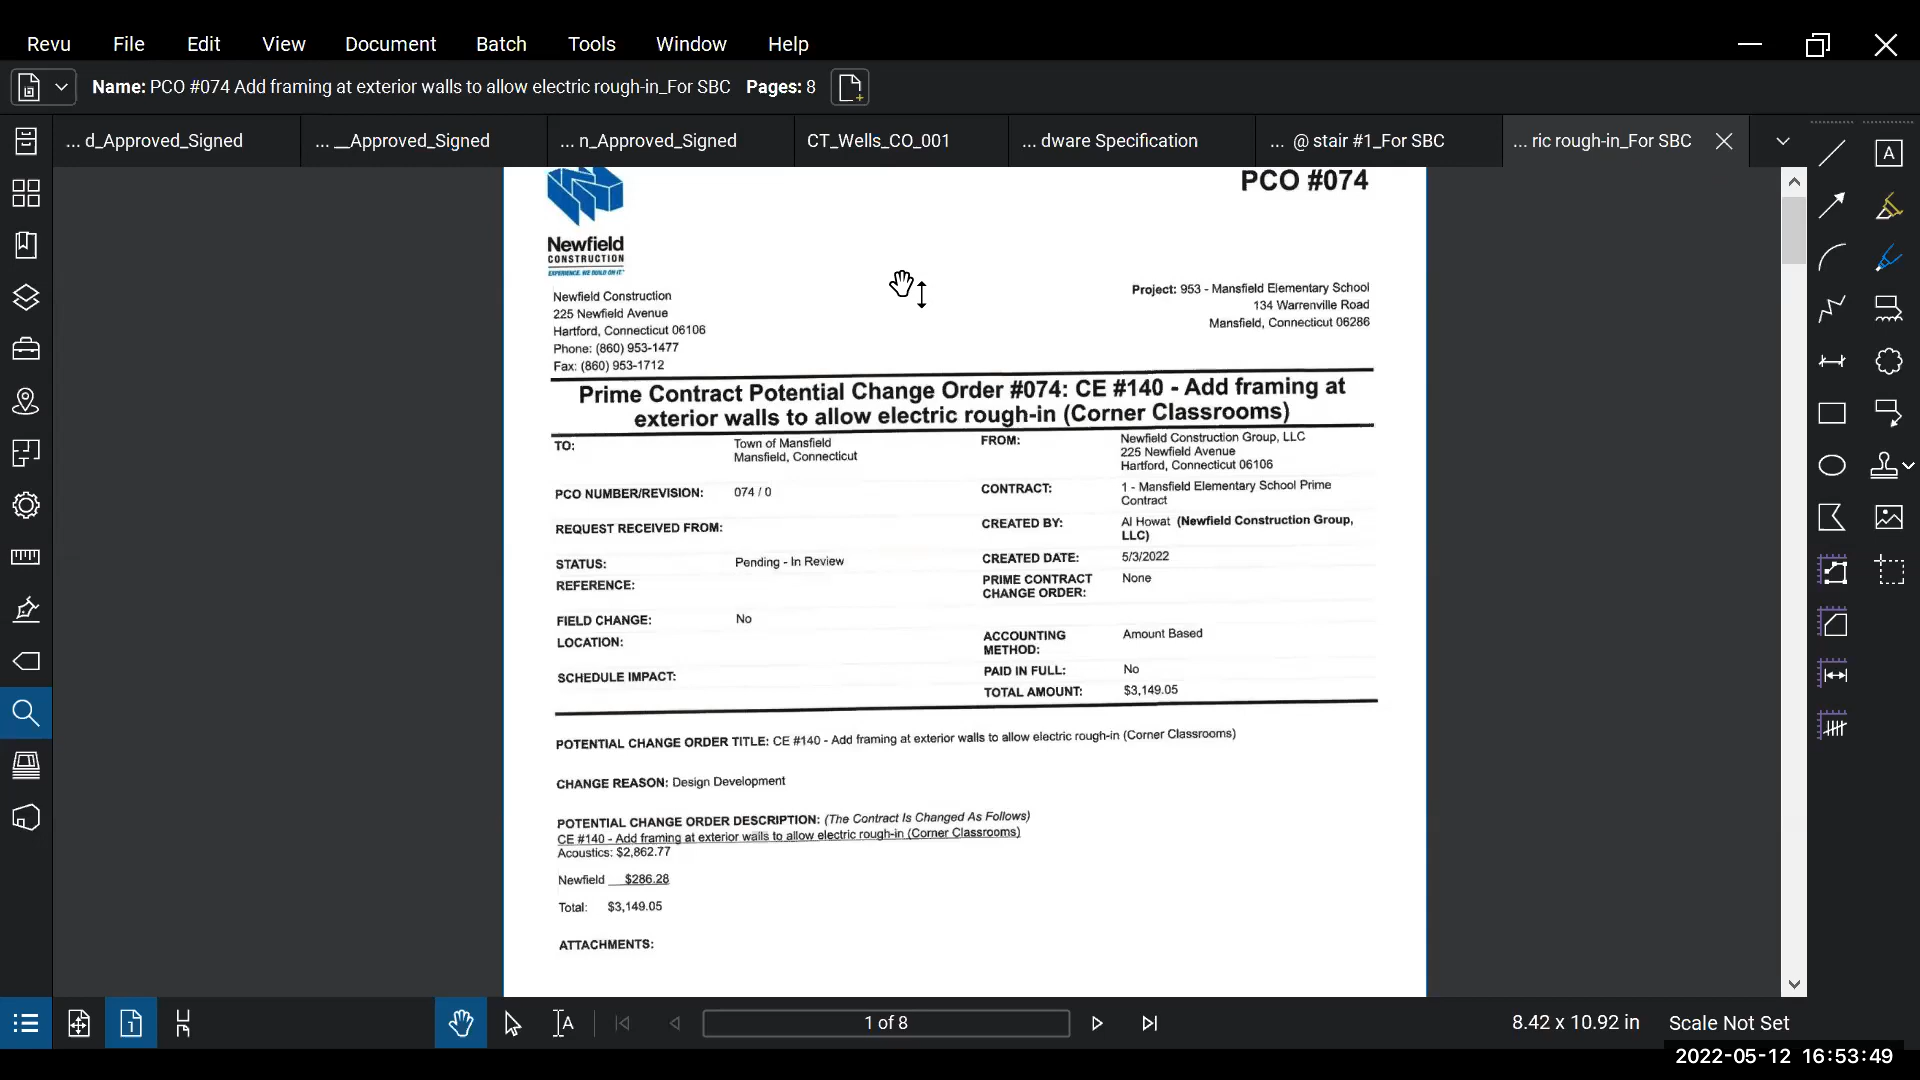 Revu File Edit View Document Batch Tools Window Help
Name: PCO #074 Add framing at exterior walls to allow electric rough-in_For SBC Pages: 8
... d_Approved_Signed ... __Approved_Signed ... n_Approved_Signed CT_Wells_CO_001 ... dware Specification ... @ stair #1_For SBC ... ric rough-in_For SBC
PCO #074
Newfield
CONSTRUCTION
EXPERIENCE. WE BUILD ON IT.
Newfield Construction
225 Newfield Avenue
Hartford, Connecticut 06106
Phone: (860) 953-1477
Fax: (860) 953-1712
Project: 953 - Mansfield Elementary School
134 Warrenville Road
Mansfield, Connecticut 06286
Prime Contract Potential Change Order #074: CE #140 - Add framing at
exterior walls to allow electric rough-in (Corner Classrooms)
TO: Town of Mansfield
Mansfield, Connecticut
FROM: Newfield Construction Group, LLC
225 Newfield Avenue
Hartford, Connecticut 06106
PCO NUMBER/REVISION: 074 / 0
CONTRACT: 1 - Mansfield Elementary School Prime
Contract
REQUEST RECEIVED FROM:
CREATED BY: Al Howat (Newfield Construction Group,
LLC)
STATUS: Pending - In Review
CREATED DATE: 5/3/2022
REFERENCE:
PRIME CONTRACT None
CHANGE ORDER:
FIELD CHANGE: No
LOCATION:
ACCOUNTING Amount Based
METHOD:
SCHEDULE IMPACT:
PAID IN FULL: No
TOTAL AMOUNT: $3,149.05
POTENTIAL CHANGE ORDER TITLE: CE #140 - Add framing at exterior walls to allow electric rough-in (Corner Classrooms)
CHANGE REASON: Design Development
POTENTIAL CHANGE ORDER DESCRIPTION: (The Contract Is Changed As Follows)
CE #140 - Add framing at exterior walls to allow electric rough-in (Corner Classrooms)
Acoustics: $2,862.77
Newfield $286.28
Total: $3,149.05
ATTACHMENTS:
1 of 8
8.42 x 10.92 in Scale Not Set
2022-05-12 16:53:49